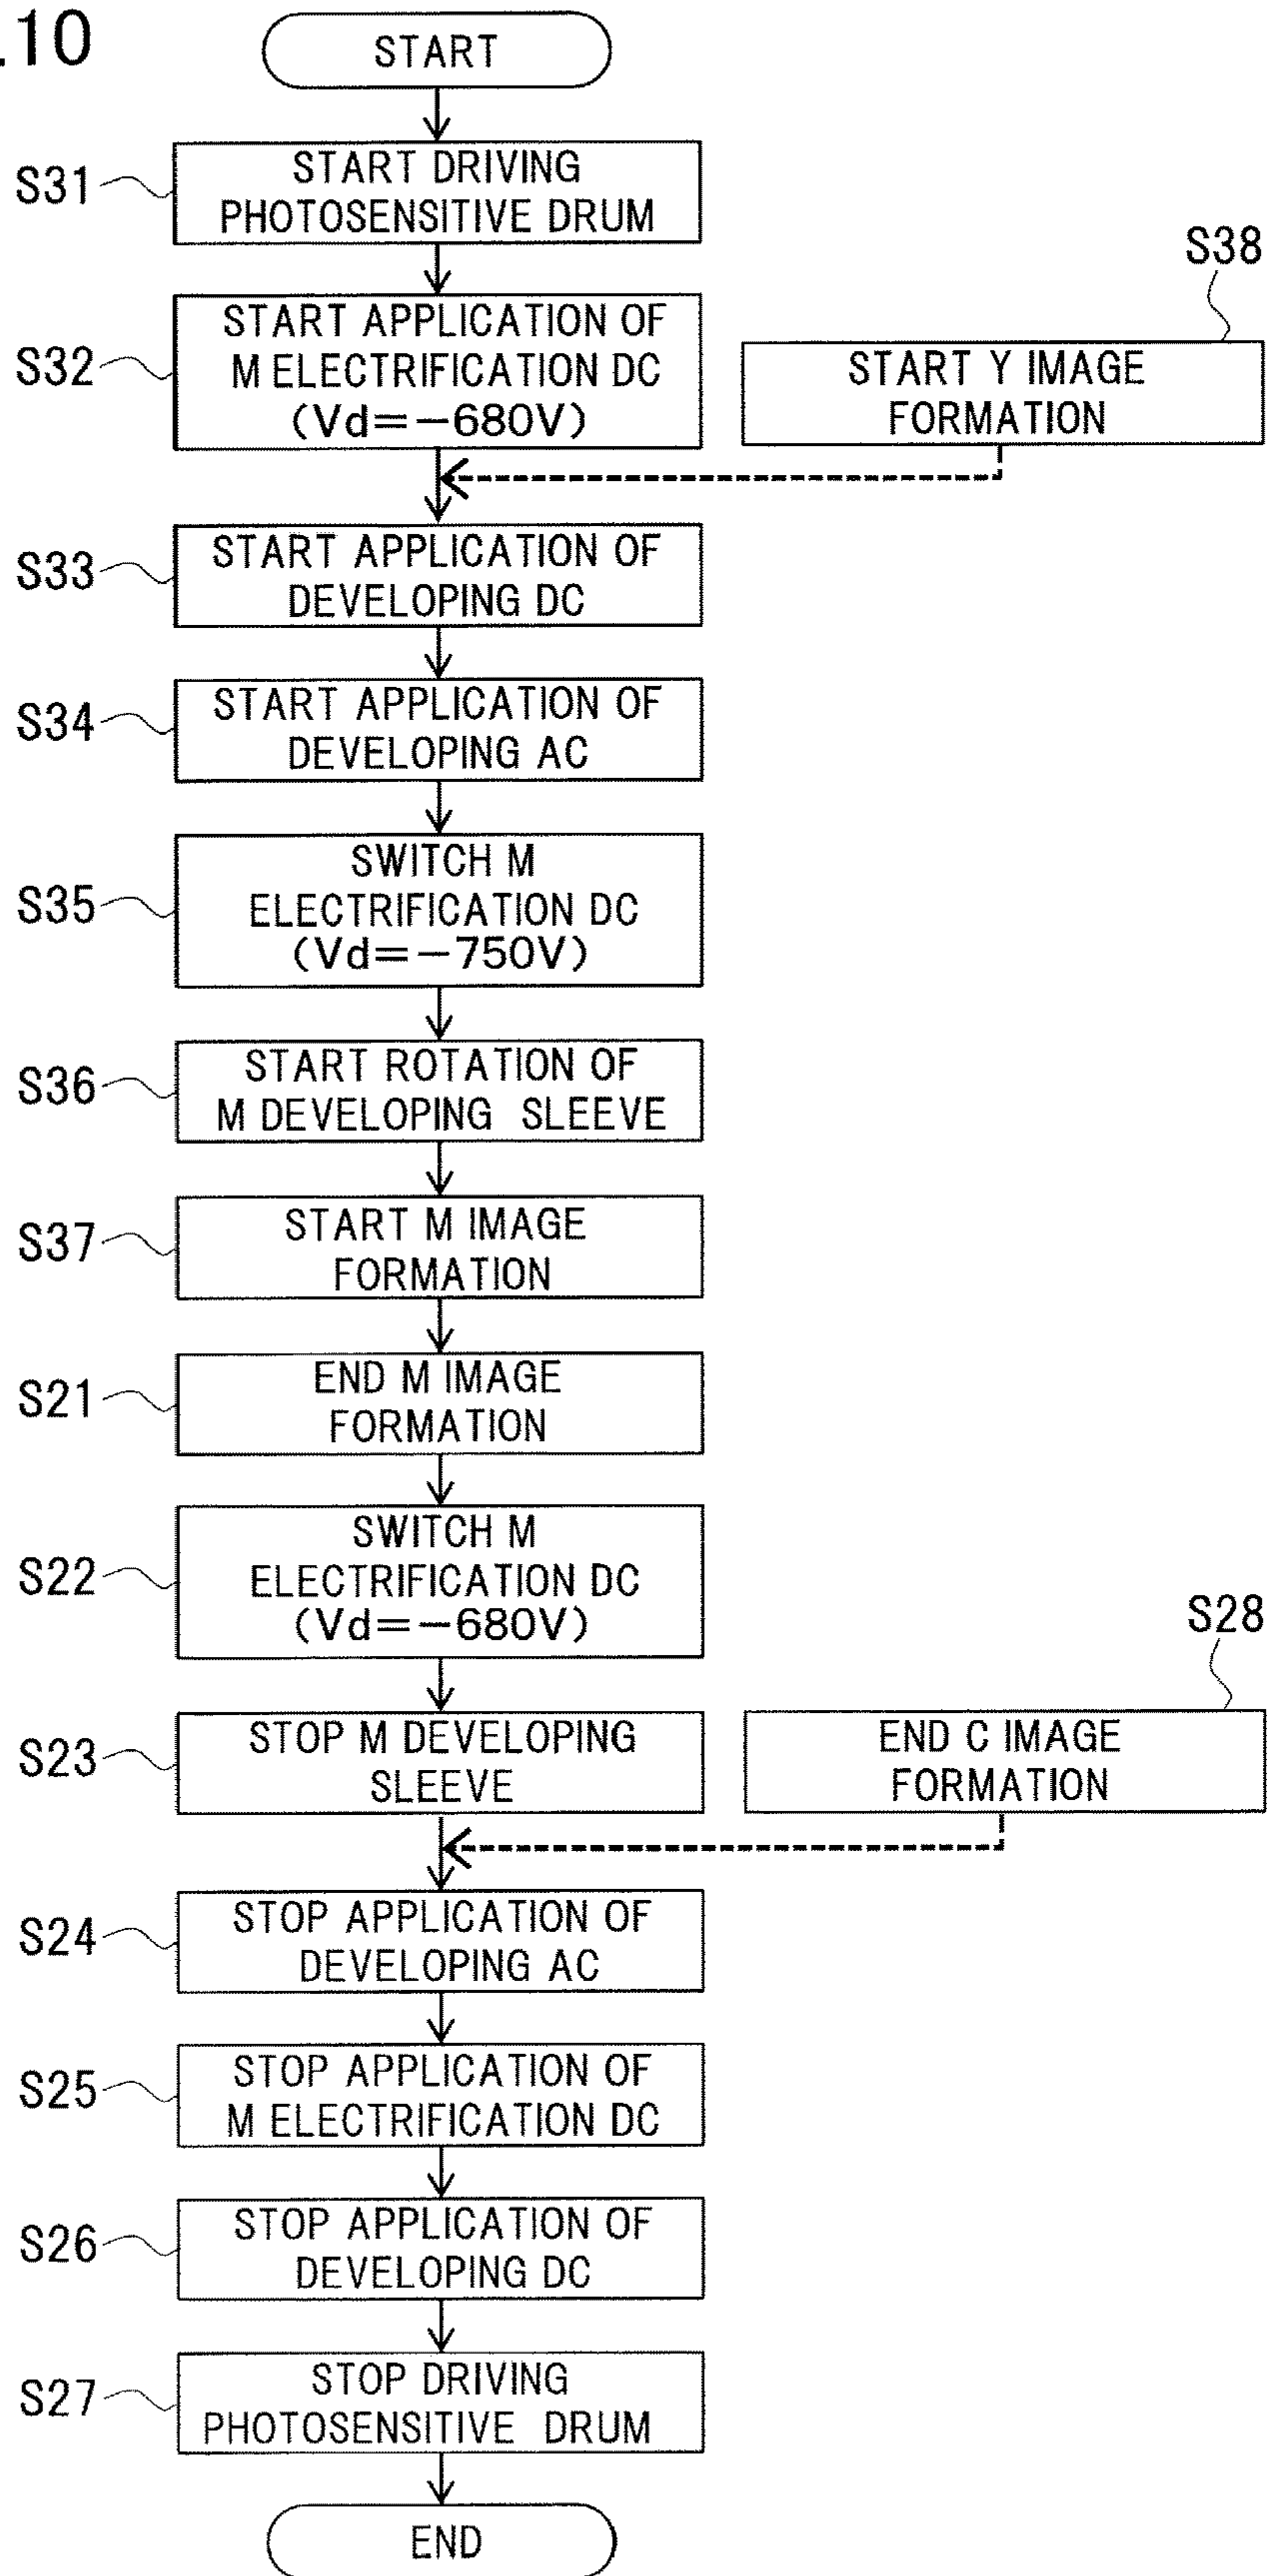 .10
START
S31
START DRIVING
PHOTOSENSITIVE DRUM
S32
START APPLICATION OF
M ELECTRIFICATION DC
(Vd=-680V)
S38
START Y IMAGE
FORMATION
S33
START APPLICATION OF
DEVELOPING DC
S34
START APPLICATION OF
DEVELOPING AC
S35
SWITCH M
ELECTRIFICATION DC
(Vd=-750V)
S36
START ROTATION OF
M DEVELOPING SLEEVE
S37
START M IMAGE
FORMATION
S21
END M IMAGE
FORMATION
S22
SWITCH M
ELECTRIFICATION DC
(Vd=-680V)
S23
STOP M DEVELOPING
SLEEVE
S28
END C IMAGE
FORMATION
S24
STOP APPLICATION OF
DEVELOPING AC
S25
STOP APPLICATION OF
M ELECTRIFICATION DC
S26
STOP APPLICATION OF
DEVELOPING DC
S27
STOP DRIVING
PHOTOSENSITIVE DRUM
END